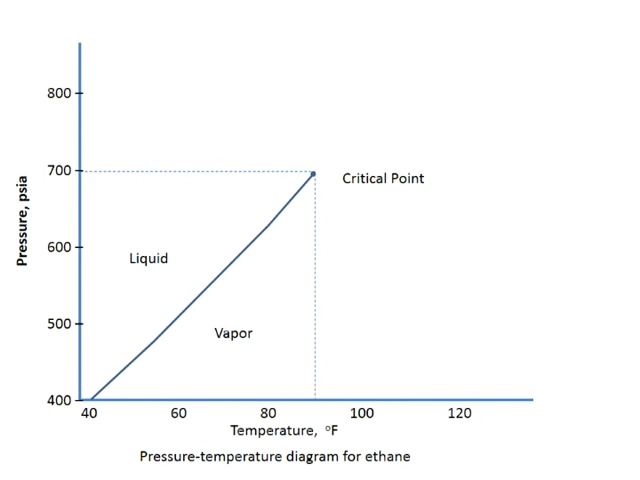 800
700
Critical Point
Pressure, psia
600
Liquid
500
Vapor
400
40 60 80 100 120
Temperature, °F
Pressure-temperature diagram for ethane